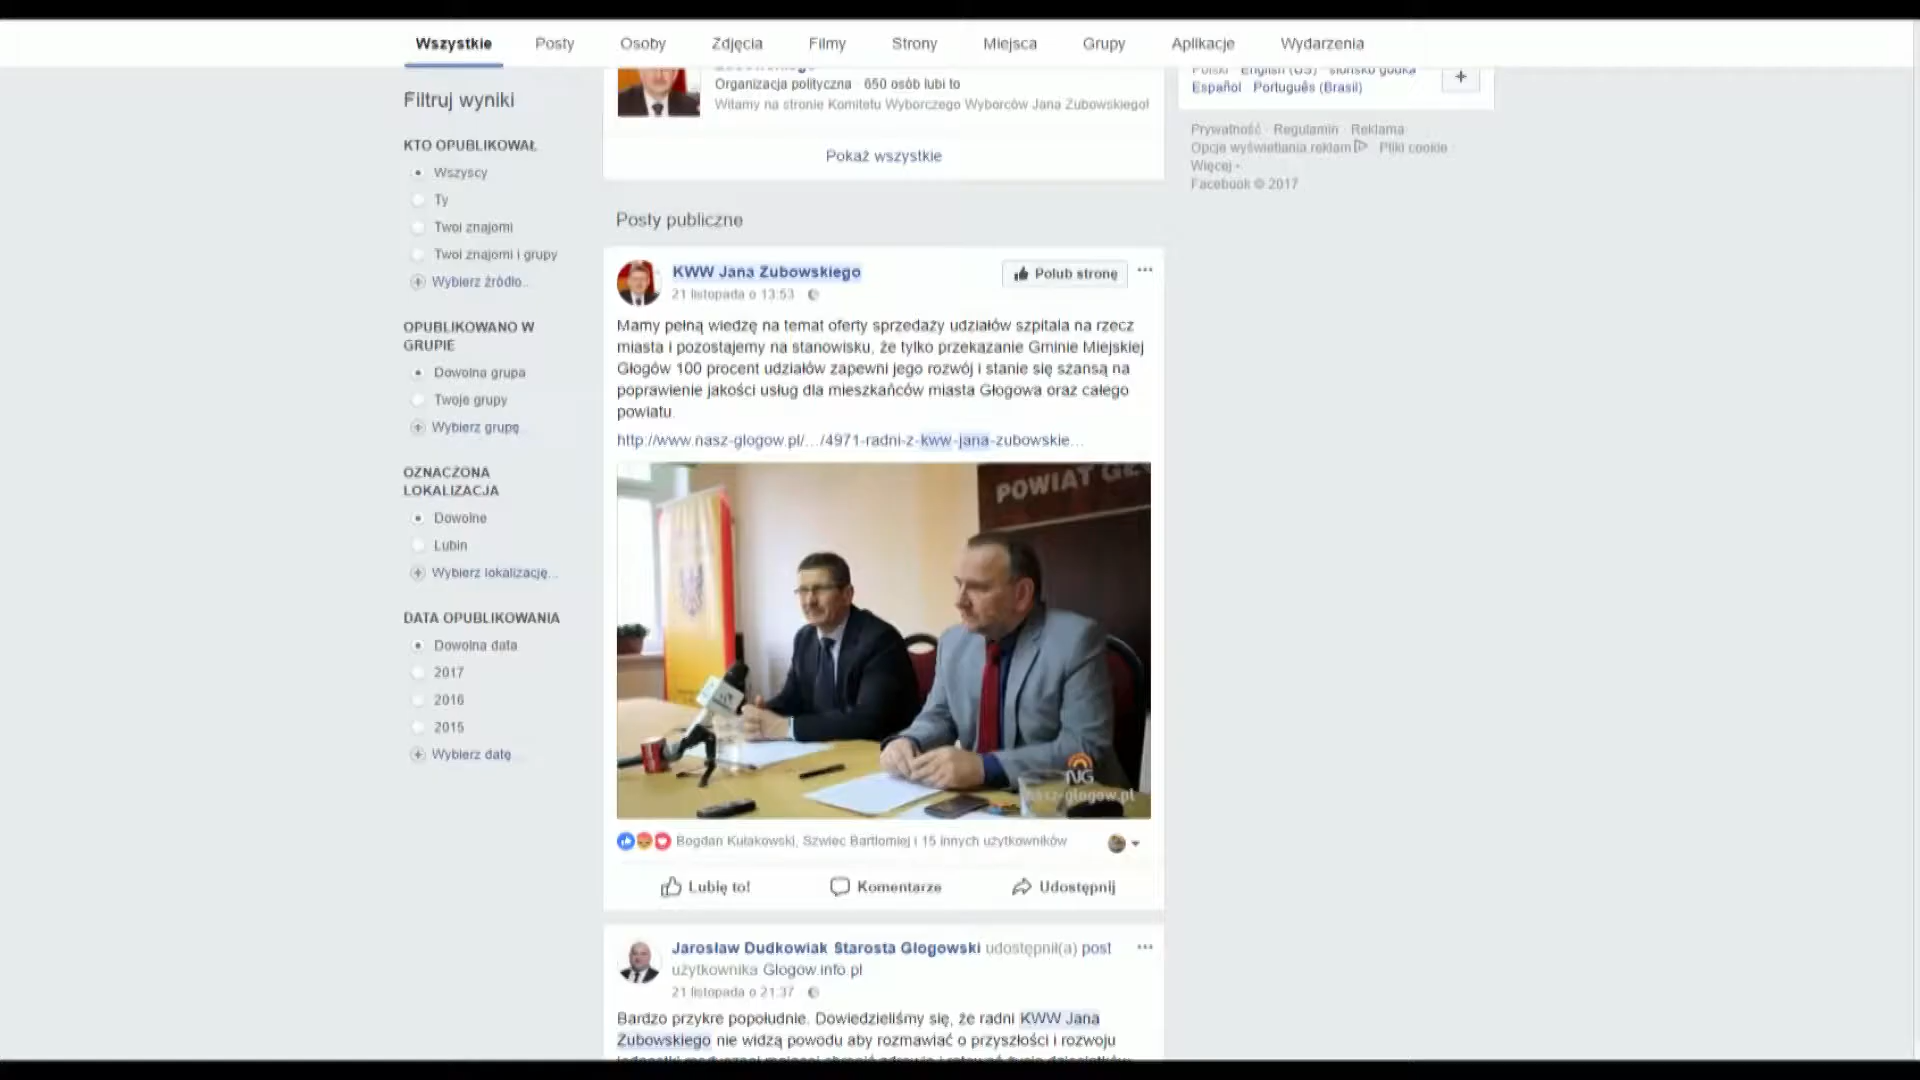 Wszystkie Posty Osoby Zdjęcia Filmy Strony Miejsca Grupy Aplikacje Wydarzenia
Filtruj wyniki
KTO OPUBLIKOWAŁ
Wszyscy
Ty
Twoi znajomi
Twoi znajomi i grupy
Wybierz źródło...
OPUBLIKOWANO W
GRUPIE
Dowolna grupa
Twoje grupy
Wybierz grupę
OZNACZONA
LOKALIZACJA
Dowolne
Lubin
Wybierz lokalizację...
DATA OPUBLIKOWANIA
Dowolna data
2017
2016
2015
Wybierz datę
Organizacja polityczna · 650 osób lubi to
Witamy na stronie Komitetu Wyborczego Wyborców Jana Zubowskiego!
Pokaż wszystkie
Posty publiczne
KWW Jana Zubowskiego
Polub stronę
21 listopada o 13:53
Mamy pełną wiedzę na temat oferty sprzedaży udziałów szpitala na rzecz
miasta i pozostajemy na stanowisku, że tylko przekazanie Gminie Miejskiej
Głogów 100 procent udziałów zapewni jego rozwój i stanie się szansą na
poprawienie jakości usług dla mieszkańców miasta Głogowa oraz całego
powiatu.
http://www.nasz-glogow.pl/.../4971-radni-z-kww-jana-zubowskie...
POWIAT
NG
nasz-glogow.pl
Bogdan Kułakowski, Szwiec Bartłomiej i 15 innych użytkowników
Lubię to! Komentarze Udostępnij
Jarosław Dudkowiak Starosta Głogowski udostępnił(a) post
użytkownika Glogow.info.pl
21 listopada o 21:37
Bardzo przykre popołudnie. Dowiedzieliśmy się, że radni KWW Jana
Zubowskiego nie widzą powodu aby rozmawiać o przyszłości i rozwoju
Polski · English (US) · ślōnskŏ gŏdka
Español · Português (Brasil)
Prywatność · Regulamin · Reklama
Opcje wyświetlania reklam · Pliki cookie ·
Więcej
Facebook © 2017